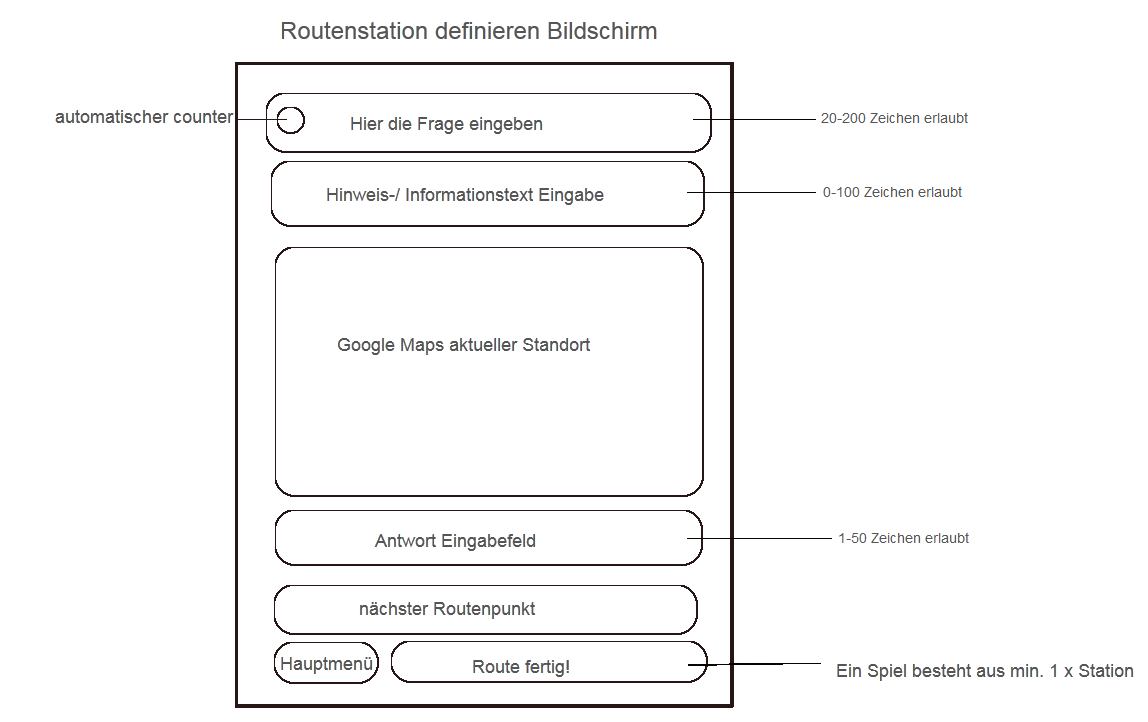 Routenstation definieren Bildschirm
automatischer counter
Hier die Frage eingeben
20-200 Zeichen erlaubt
Hinweis-/ Informationstext Eingabe
0-100 Zeichen erlaubt
Google Maps aktueller Standort
Antwort Eingabefeld
1-50 Zeichen erlaubt
nächster Routenpunkt
Hauptmenü
Route fertig!
Ein Spiel besteht aus min. 1 x Station